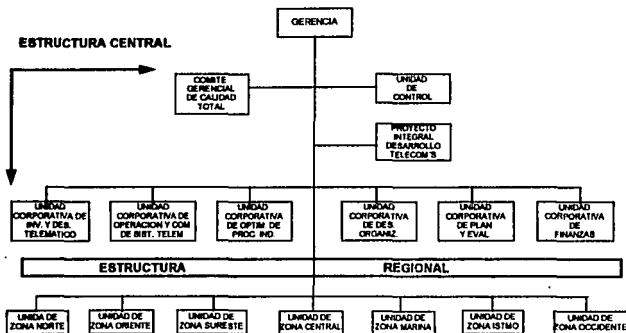 GERENCIA
ESTRUCTURA CENTRAL
COMITE
GERENCIAL
DE CALIDAD
TOTAL
UNIDAD
DE
CONTROL
PROYECTO
INTEGRAL
DESARROLLO
TELECOM'S
UNIDAD
CORPORATIVA DE
INV. Y DES.
TELEMATICO
UNIDAD
CORPORATIVA DE
OPERACION Y COM
DE SIST. TELEM
UNIDAD
CORPORATIVA
DE OPTIM. DE
PROC. IND.
UNIDAD
CORPORATIVA
DE DES.
ORGANIZ.
UNIDAD
CORPORATIVA
DE PLAN
Y EVAL
UNIDAD
CORPORATIVA
DE
FINANZAS
ESTRUCTURA REGIONAL
UNIDA DE
ZONA NORTE
UNIDAD DE
ZONA ORIENTE
UNIDAD DE
ZONA SURESTE
UNIDAD DE
ZONA CENTRAL
UNIDAD DE
ZONA MARINA
UNIDAD DE
ZONA ISTMO
UNIDAD DE
ZONA OCCIDENTE